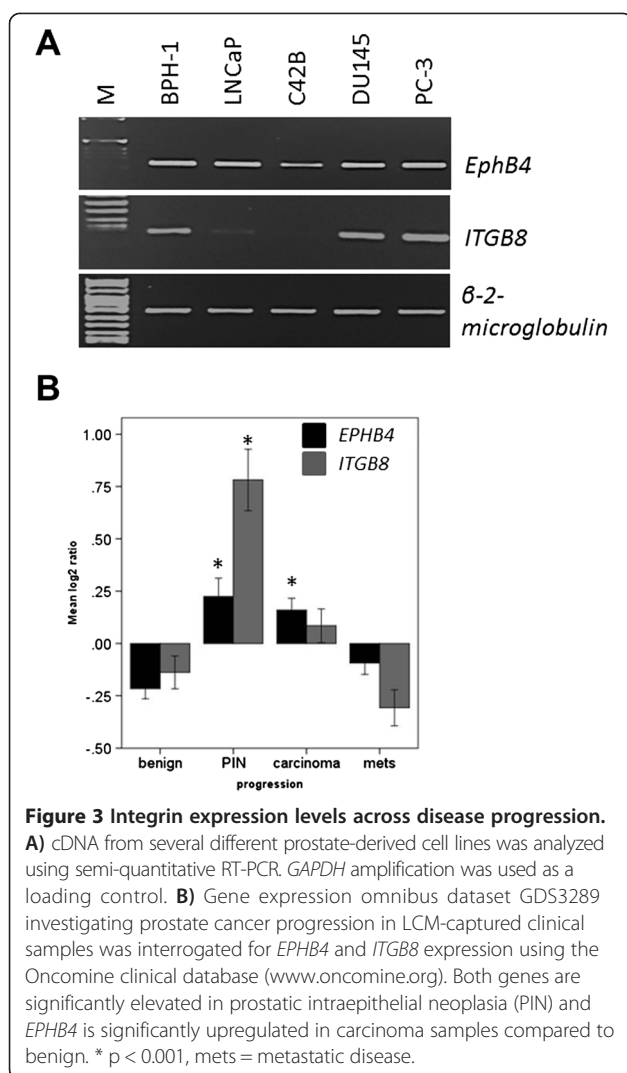 A
M
BPH-1
LNCaP
C42B
DU145
PC-3
EphB4
ITGB8
β-2-
microglobulin
B
EPHB4
ITGB8
Mean log2 ratio
1.00
.75
.50
.25
.00
-.25
-.50
*
*
*
benign PIN carcinoma mets
progression
Figure 3 Integrin expression levels across disease progression.
A) cDNA from several different prostate-derived cell lines was analyzed
using semi-quantitative RT-PCR. GAPDH amplification was used as a
loading control. B) Gene expression omnibus dataset GDS3289
investigating prostate cancer progression in LCM-captured clinical
samples was interrogated for EPHB4 and ITGB8 expression using the
Oncomine clinical database (www.oncomine.org). Both genes are
significantly elevated in prostatic intraepithelial neoplasia (PIN) and
EPHB4 is significantly upregulated in carcinoma samples compared to
benign. * p < 0.001, mets = metastatic disease.